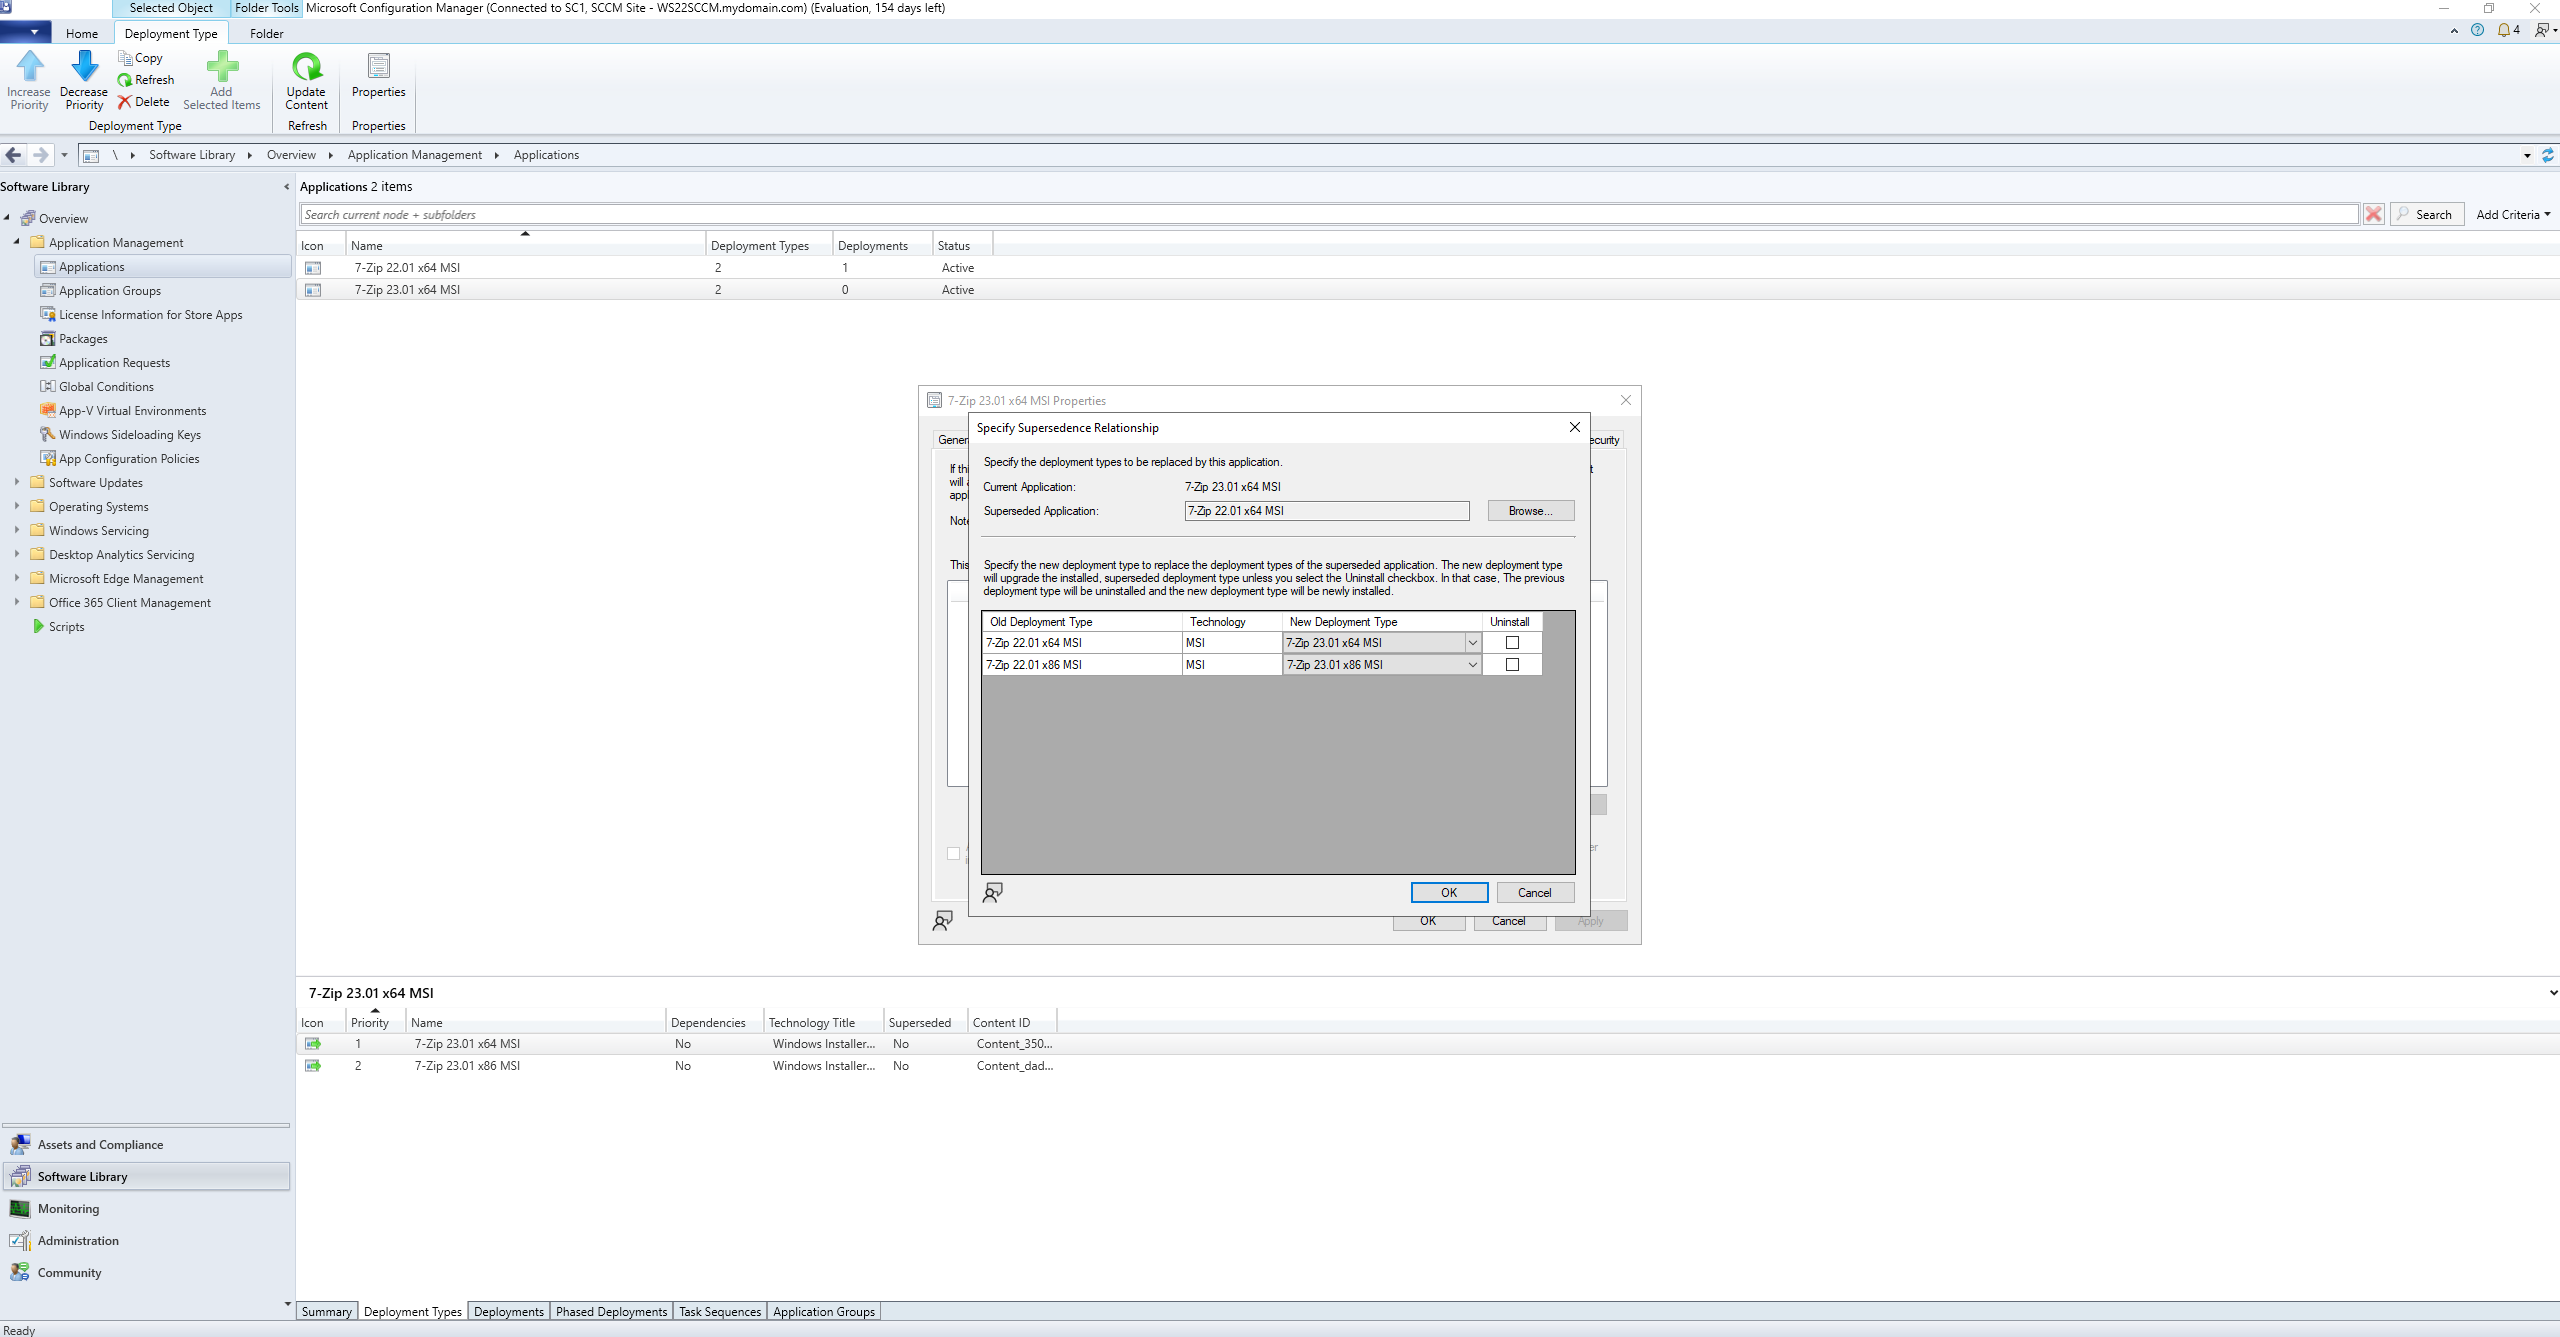 Selected Object
Folder Tools
Microsoft Configuration Manager (Connected to SC1, SCCM Site - WS22SCCM.mydomain.com) (Evaluation, 154 days left)
Home
Deployment Type
Folder
4
Increase
Priority
Decrease
Priority
Copy
Refresh
Delete
Add
Selected Items
Update
Content
Properties
Deployment Type
Refresh
Properties
\
Software Library
Overview
Application Management
Applications
Software Library
Overview
Application Management
Applications
Application Groups
License Information for Store Apps
Packages
Application Requests
Global Conditions
App-V Virtual Environments
Windows Sideloading Keys
App Configuration Policies
Software Updates
Operating Systems
Windows Servicing
Desktop Analytics Servicing
Microsoft Edge Management
Office 365 Client Management
Scripts
Assets and Compliance
Software Library
Monitoring
Administration
Community
Applications 2 items
Search current node + subfolders
Search
Add Criteria
Icon Name Deployment Types Deployments Status
7-Zip 22.01 x64 MSI 2 1 Active
7-Zip 23.01 x64 MSI 2 0 Active
7-Zip 23.01 x64 MSI Properties
Gener
ecurity
If thi
will a
appl
Note
This
t
er
OK
Cancel
Apply
Specify Supersedence Relationship
Specify the deployment types to be replaced by this application.
Current Application: 7-Zip 23.01 x64 MSI
Superseded Application: 7-Zip 22.01 x64 MSI
Browse...
Specify the new deployment type to replace the deployment types of the superseded application. The new deployment type
will upgrade the installed, superseded deployment type unless you select the Uninstall checkbox. In that case, The previous
deployment type will be uninstalled and the new deployment type will be newly installed.
Old Deployment Type Technology New Deployment Type Uninstall
7-Zip 22.01 x64 MSI MSI 7-Zip 23.01 x64 MSI
7-Zip 22.01 x86 MSI MSI 7-Zip 23.01 x86 MSI
OK
Cancel
7-Zip 23.01 x64 MSI
Icon Priority Name Dependencies Technology Title Superseded Content ID
1 7-Zip 23.01 x64 MSI No Windows Installer... No Content_350...
2 7-Zip 23.01 x86 MSI No Windows Installer... No Content_dad...
Summary
Deployment Types
Deployments
Phased Deployments
Task Sequences
Application Groups
Ready